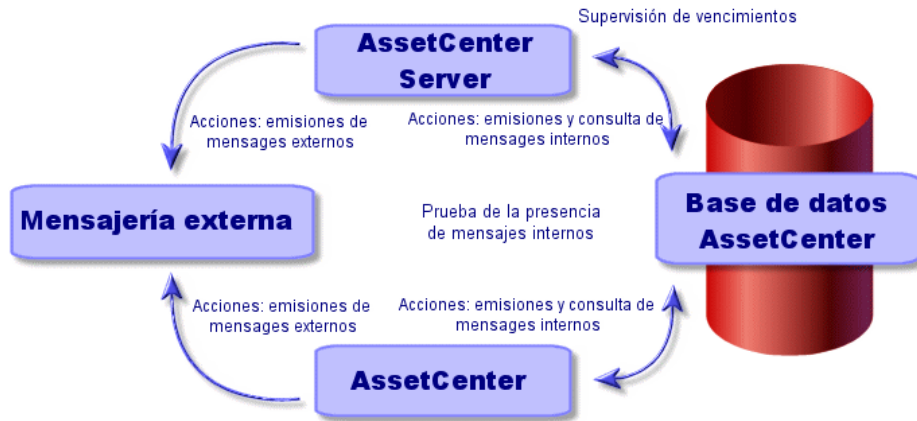 Supervisión de vencimientos
AssetCenter
Server
Acciones: emisiones de
mensages externos
Acciones: emisiones y consulta de
mensages internos
Mensajería externa
Prueba de la presencia
de mensajes internos
Base de datos
AssetCenter
Acciones: emisiones de
mensages externos
Acciones: emisiones y consulta de
mensages internos
AssetCenter